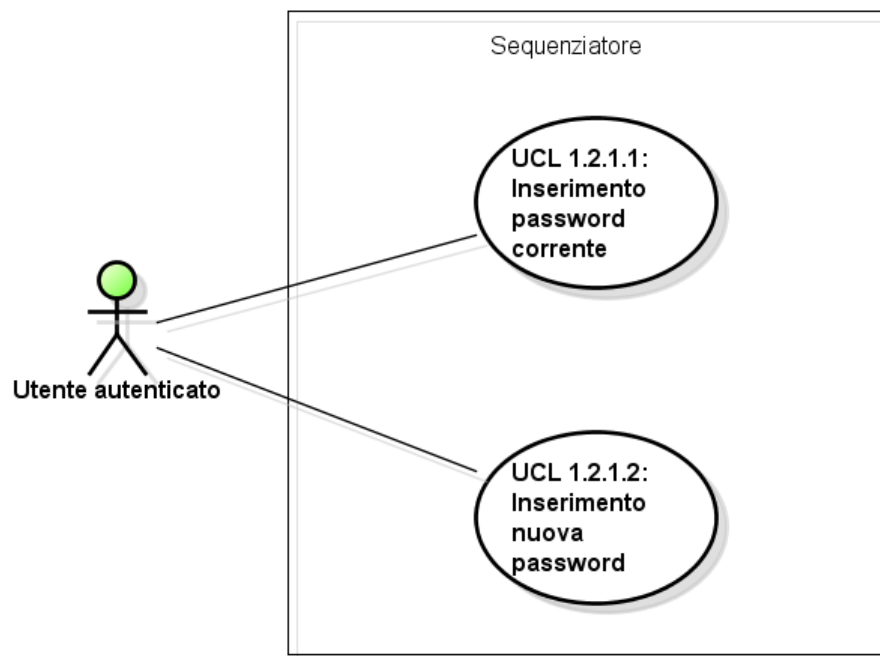 Sequenziatore
UCL 1.2.1.1:
Inserimento
password
corrente
Utente autenticato
UCL 1.2.1.2:
Inserimento
nuova
password